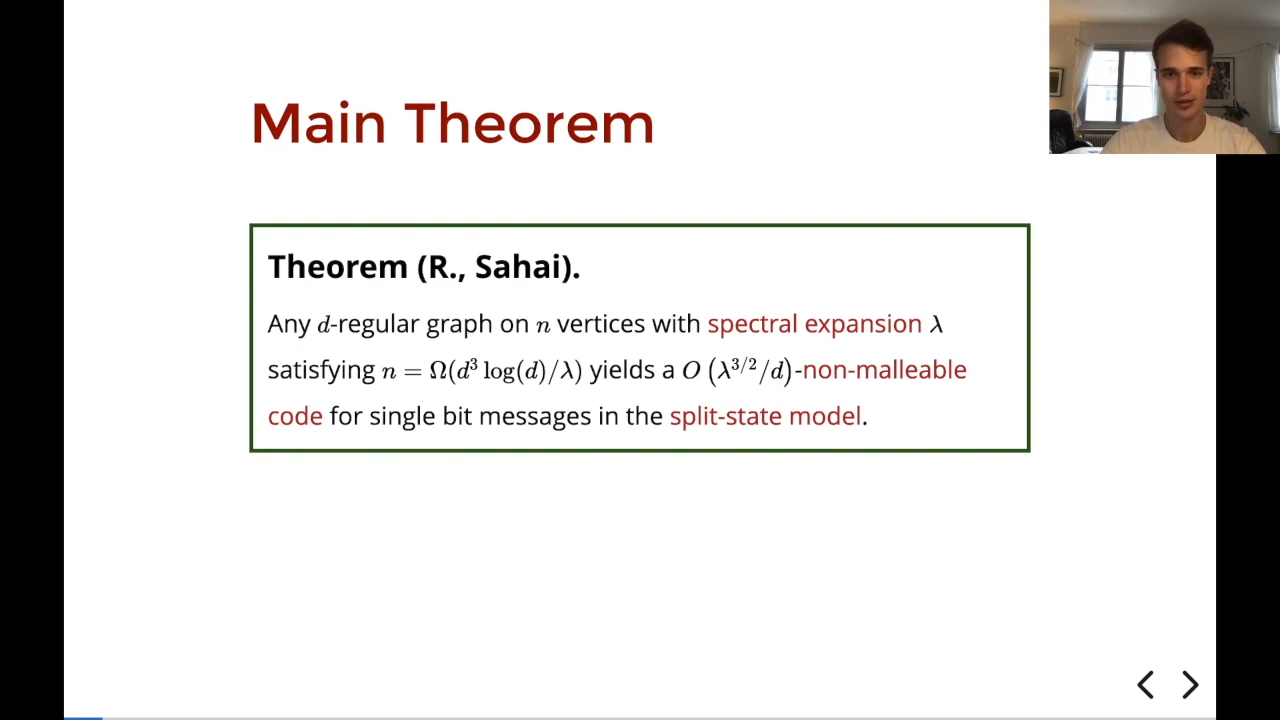 Main Theorem
Theorem (R., Sahai).
Any d-regular graph on n vertices with spectral expansion λ
satisfying n = Ω(d³ log(d)/λ) yields a O (λ^{3/2}/d)-non-malleable
code for single bit messages in the split-state model.